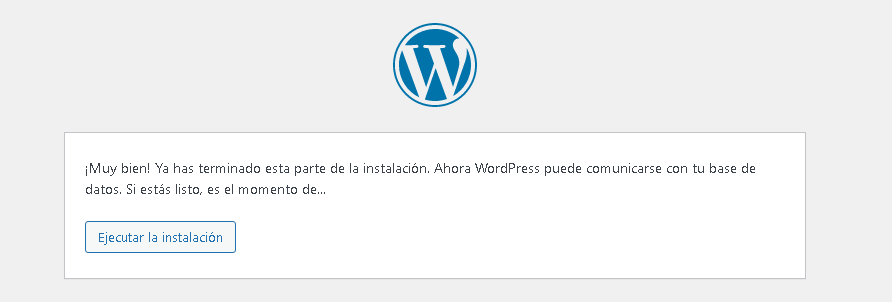 ¡Muy bien! Ya has terminado esta parte de la instalación. Ahora WordPress puede comunicarse con tu base de
datos. Si estás listo, es el momento de...
Ejecutar la instalación